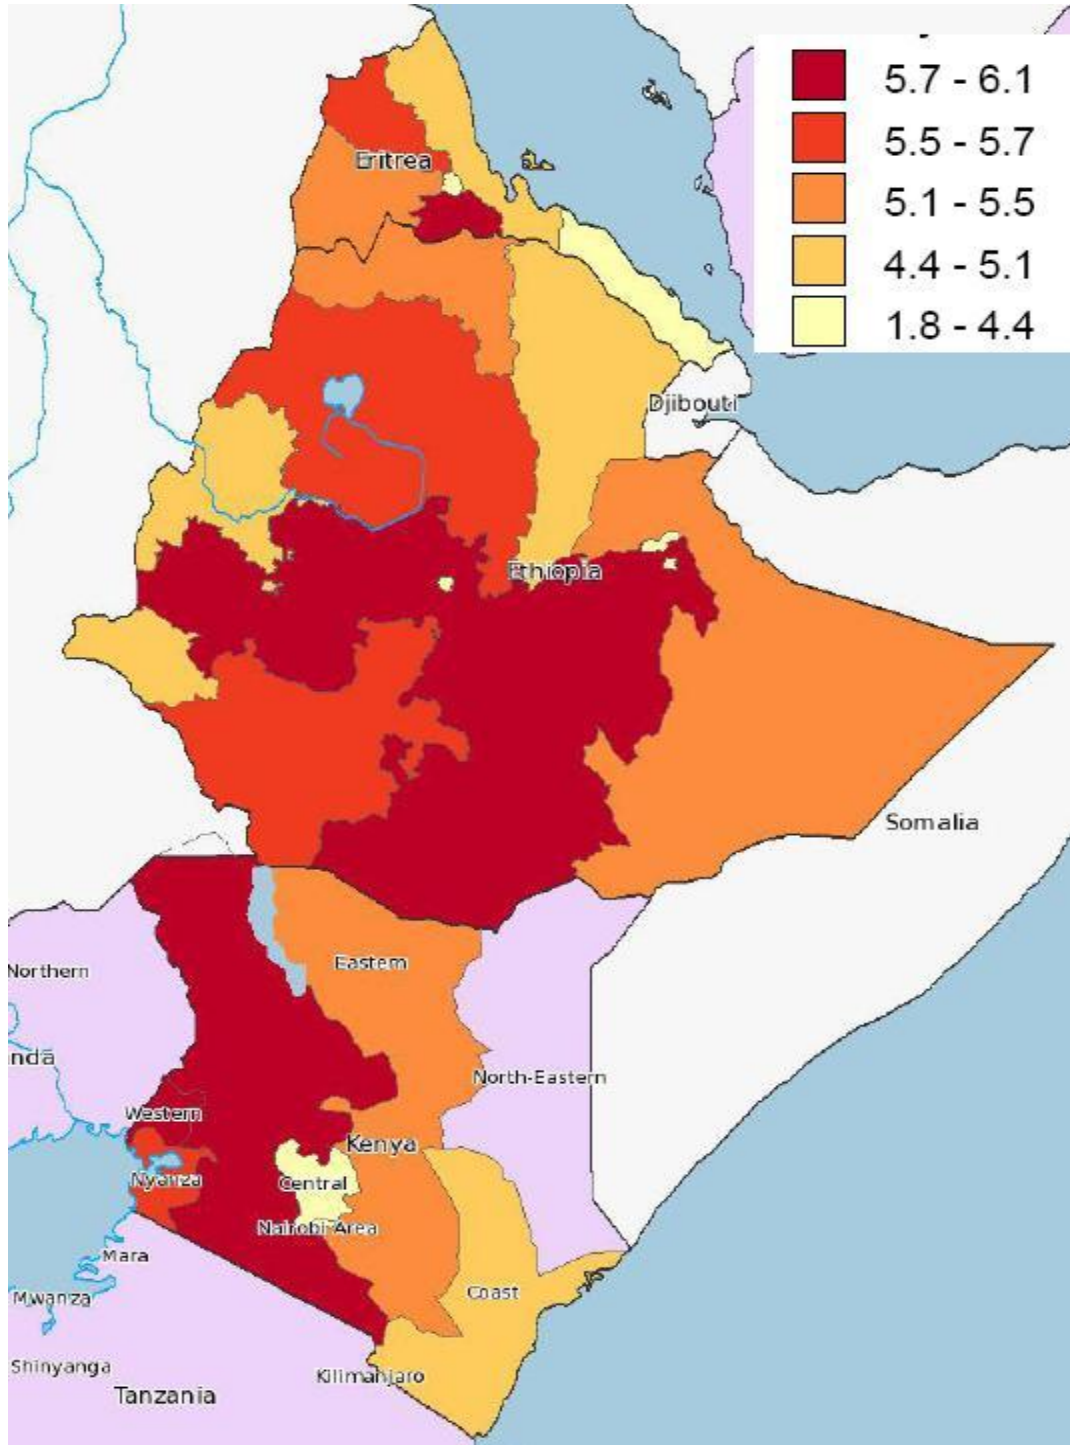 5.7 - 6.1
5.5 - 5.7
5.1 - 5.5
4.4 - 5.1
1.8 - 4.4
Eritrea
Djibouti
Ethiopia
Somalia
Eastern
Northern
nda
North-Eastern
Western
Kenya
Nyanza
Central
Nairobi Area
Mara
Coast
Mwanza
Shinyanga
Kilimanjaro
Tanzania